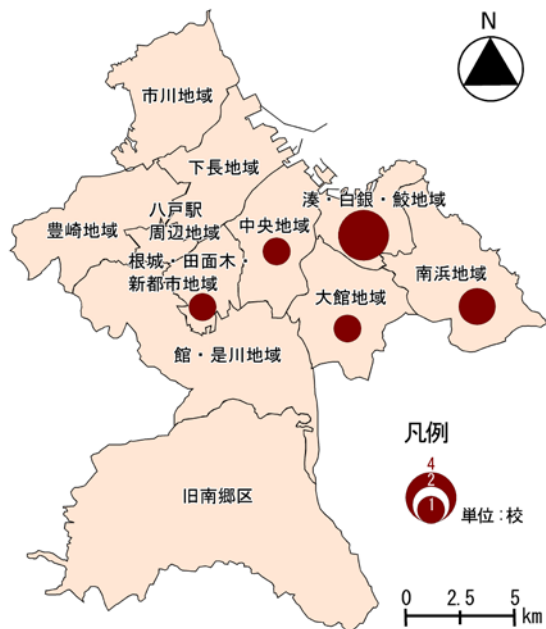 N
市川地域
下長地域
八戸駅
周辺地域
豊崎地域
中央地域
湊・白銀・鮫地域
根城・田面木・
新都市地域
南浜地域
大館地域
館・是川地域
旧南郷区
凡例
4
2
1
単位:校
0 2.5 5
km